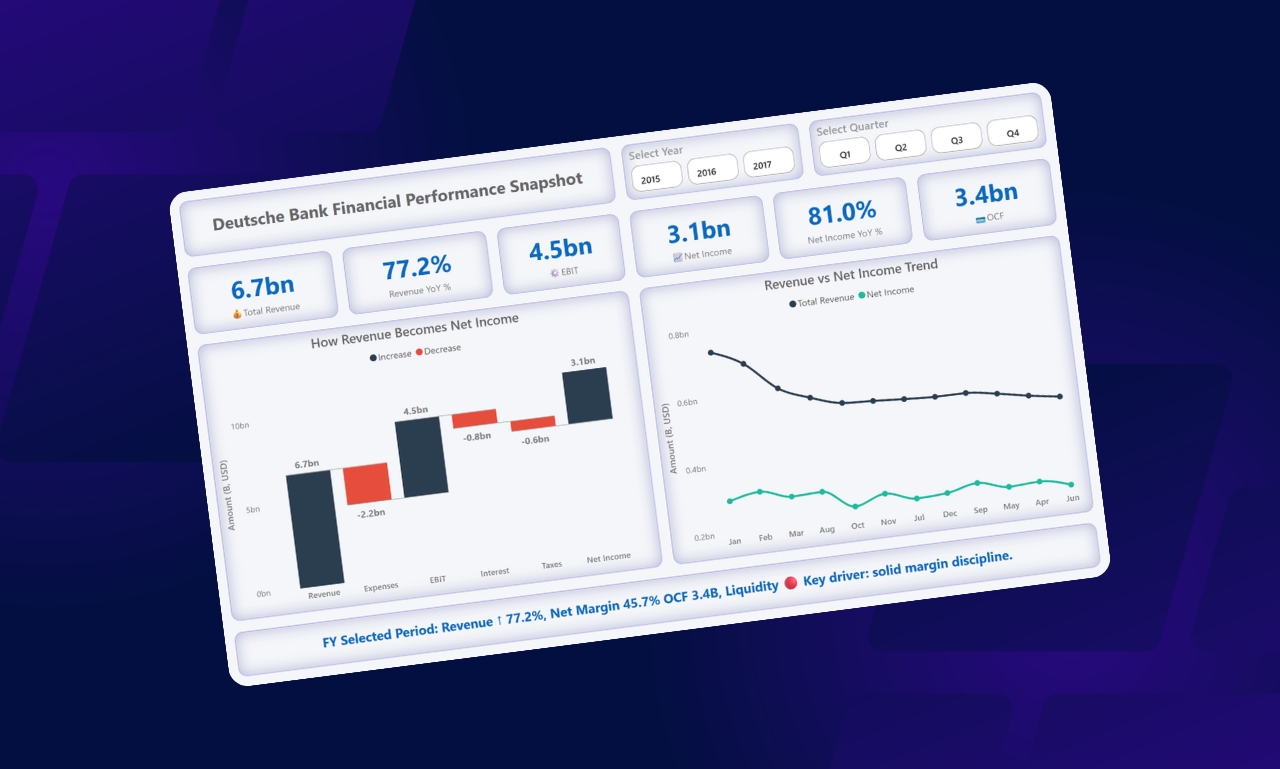 Deutsche Bank Financial Performance Snapshot
Select Year
2015
2016
2017
Select Quarter
Q1
Q2
Q3
Q4
6.7bn
Total Revenue
77.2%
Revenue YoY %
4.5bn
EBIT
3.1bn
Net Income
81.0%
Net Income YoY %
3.4bn
OCF
How Revenue Becomes Net Income
Increase Decrease
Amount (B, USD)
10bn
5bn
0bn
6.7bn
-2.2bn
4.5bn
-0.8bn
-0.6bn
3.1bn
Revenue
Expenses
EBIT
Interest
Taxes
Net Income
Revenue vs Net Income Trend
Total Revenue Net Income
Amount (B, USD)
0.8bn
0.6bn
0.4bn
0.2bn
Jan
Feb
Mar
Aug
Oct
Nov
Jul
Dec
Sep
May
Apr
Jun
FY Selected Period: Revenue ↑ 77.2%, Net Margin 45.7% OCF 3.4B, Liquidity 🔴 Key driver: solid margin discipline.